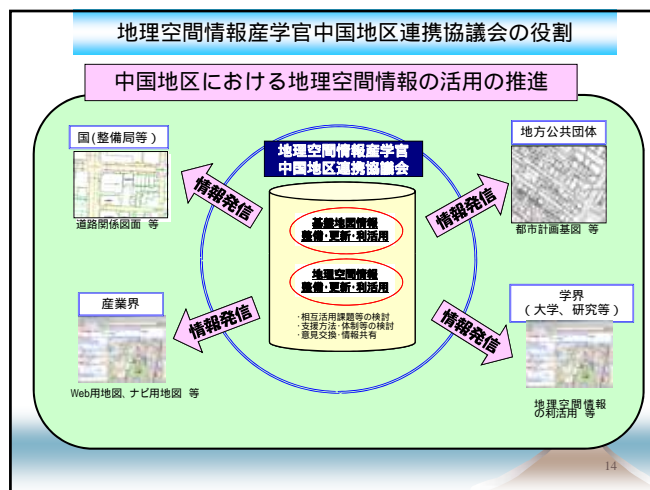 地理空間情報産学官中国地区連携協議会の役割
中国地区における地理空間情報の活用の推進
国(整備局等)
道路関係図面 等
地理空間情報産学官
中国地区連携協議会
地方公共団体
都市計画基図 等
情報発信
情報発信
基盤地図情報
整備・更新・利活用
地理空間情報
整備・更新・利活用
・相互活用課題等の検討
・支援方法・体制等の検討
・意見交換・情報共有
産業界
Web用地図、ナビ用地図 等
情報発信
情報発信
学界
(大学、研究等)
地理空間情報
の利活用 等
14